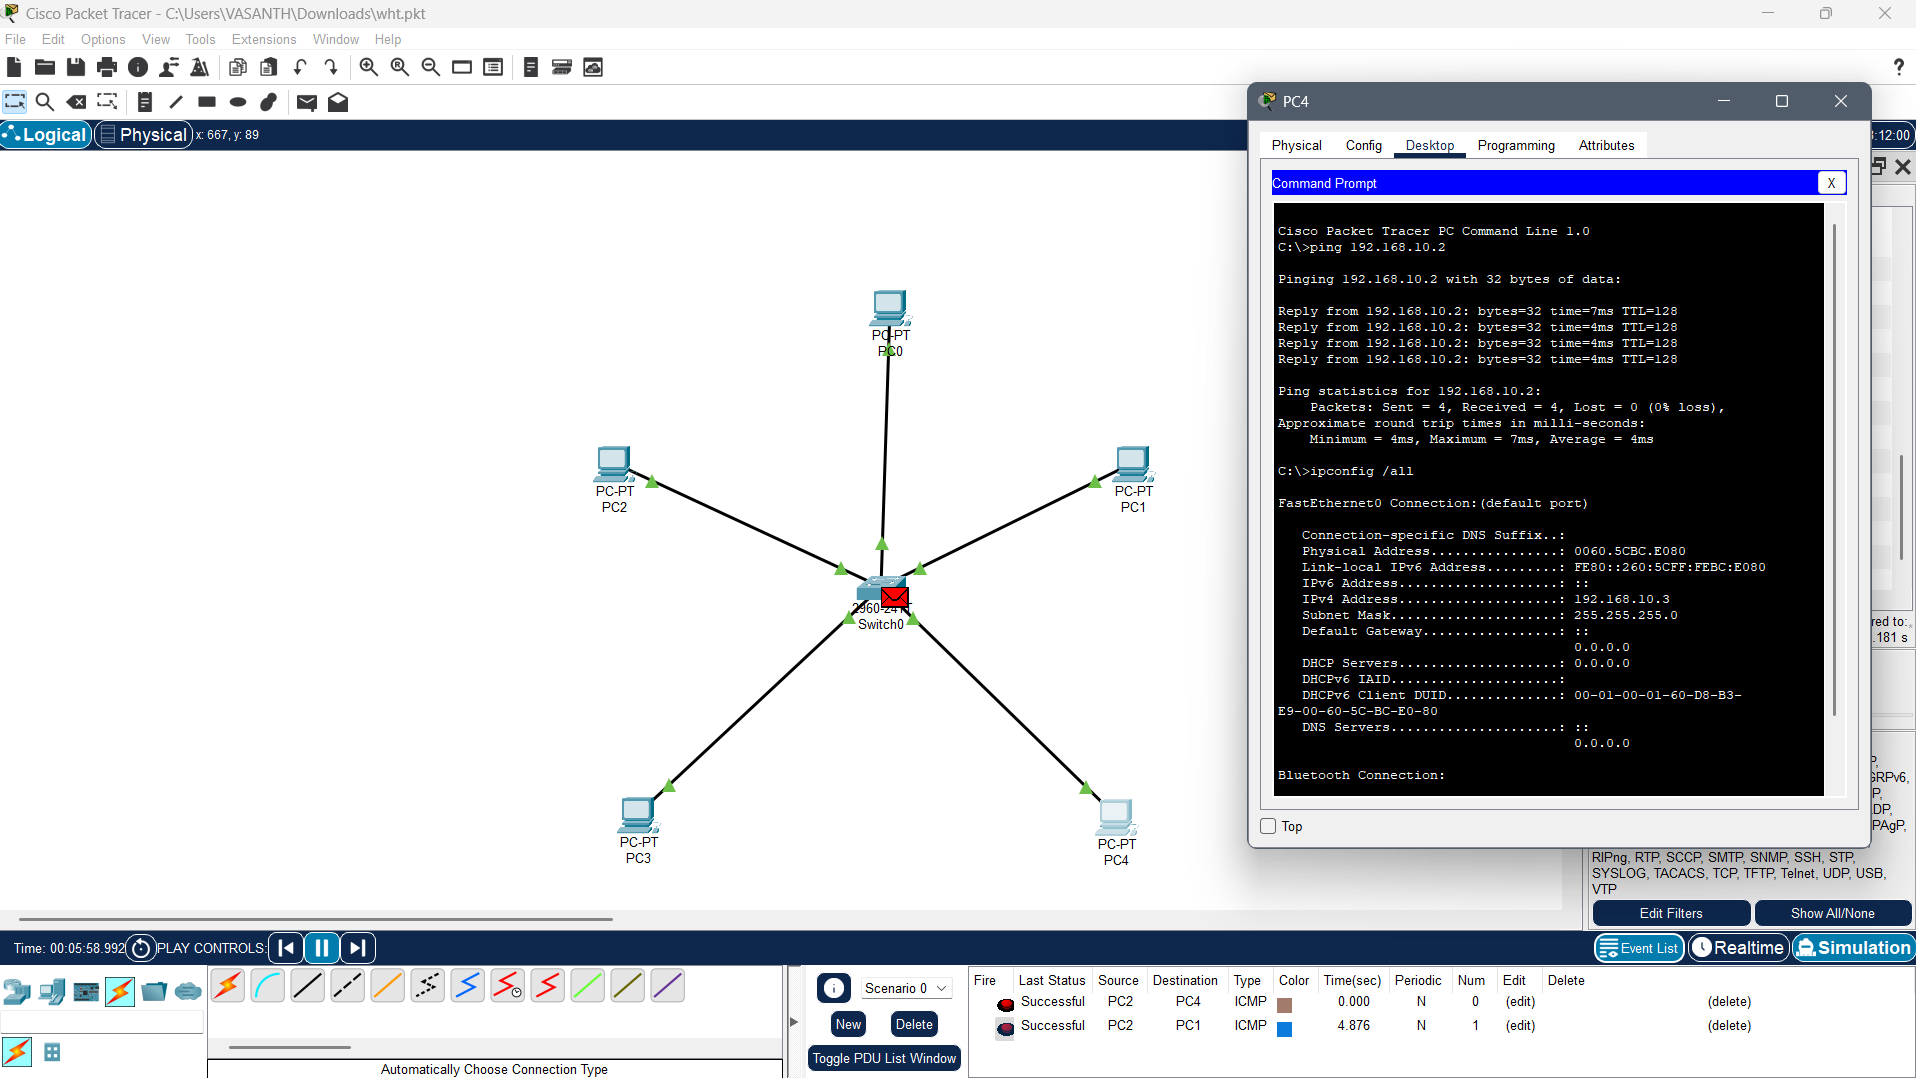 Cisco Packet Tracer - C:\Users\VASANTH\Downloads\wht.pkt
File Edit Options View Tools Extensions Window Help
Logical Physical x: 667, y: 89
:12:00
PC-PT
PC0
PC-PT
PC2
PC-PT
PC1
Switch0
PC-PT
PC3
PC-PT
PC4
PC4
Physical Config Desktop Programming Attributes
Command Prompt X
Cisco Packet Tracer PC Command Line 1.0
C:\>ping 192.168.10.2
Pinging 192.168.10.2 with 32 bytes of data:
Reply from 192.168.10.2: bytes=32 time=7ms TTL=128
Reply from 192.168.10.2: bytes=32 time=4ms TTL=128
Reply from 192.168.10.2: bytes=32 time=4ms TTL=128
Reply from 192.168.10.2: bytes=32 time=4ms TTL=128
Ping statistics for 192.168.10.2:
Packets: Sent = 4, Received = 4, Lost = 0 (0% loss),
Approximate round trip times in milli-seconds:
Minimum = 4ms, Maximum = 7ms, Average = 4ms
C:\>ipconfig /all
FastEthernet0 Connection:(default port)
Connection-specific DNS Suffix..:
Physical Address................: 0060.5CBC.E080
Link-local IPv6 Address.........: FE80::260:5CFF:FEBC:E080
IPv6 Address....................: ::
IPv4 Address....................: 192.168.10.3
Subnet Mask.....................: 255.255.255.0
Default Gateway.................: ::
0.0.0.0
DHCP Servers....................: 0.0.0.0
DHCPv6 IAID.....................:
DHCPv6 Client DUID..............: 00-01-00-01-60-D8-B3-
E9-00-60-5C-BC-E0-80
DNS Servers.....................: ::
0.0.0.0
Bluetooth Connection:
Top
red to:
.181 s
GRPv6,
P,
DP,
PAgP,
RIPng, RTP, SCCP, SMTP, SNMP, SSH, STP,
SYSLOG, TACACS, TCP, TFTP, Telnet, UDP, USB,
VTP
Edit Filters Show All/None
Time: 00:05:58.992 PLAY CONTROLS: Event List Realtime Simulation
Scenario 0
New Delete
Toggle PDU List Window
Automatically Choose Connection Type
Fire Last Status Source Destination Type Color Time(sec) Periodic Num Edit Delete
Successful PC2 PC4 ICMP 0.000 N 0 (edit) (delete)
Successful PC2 PC1 ICMP 4.876 N 1 (edit) (delete)